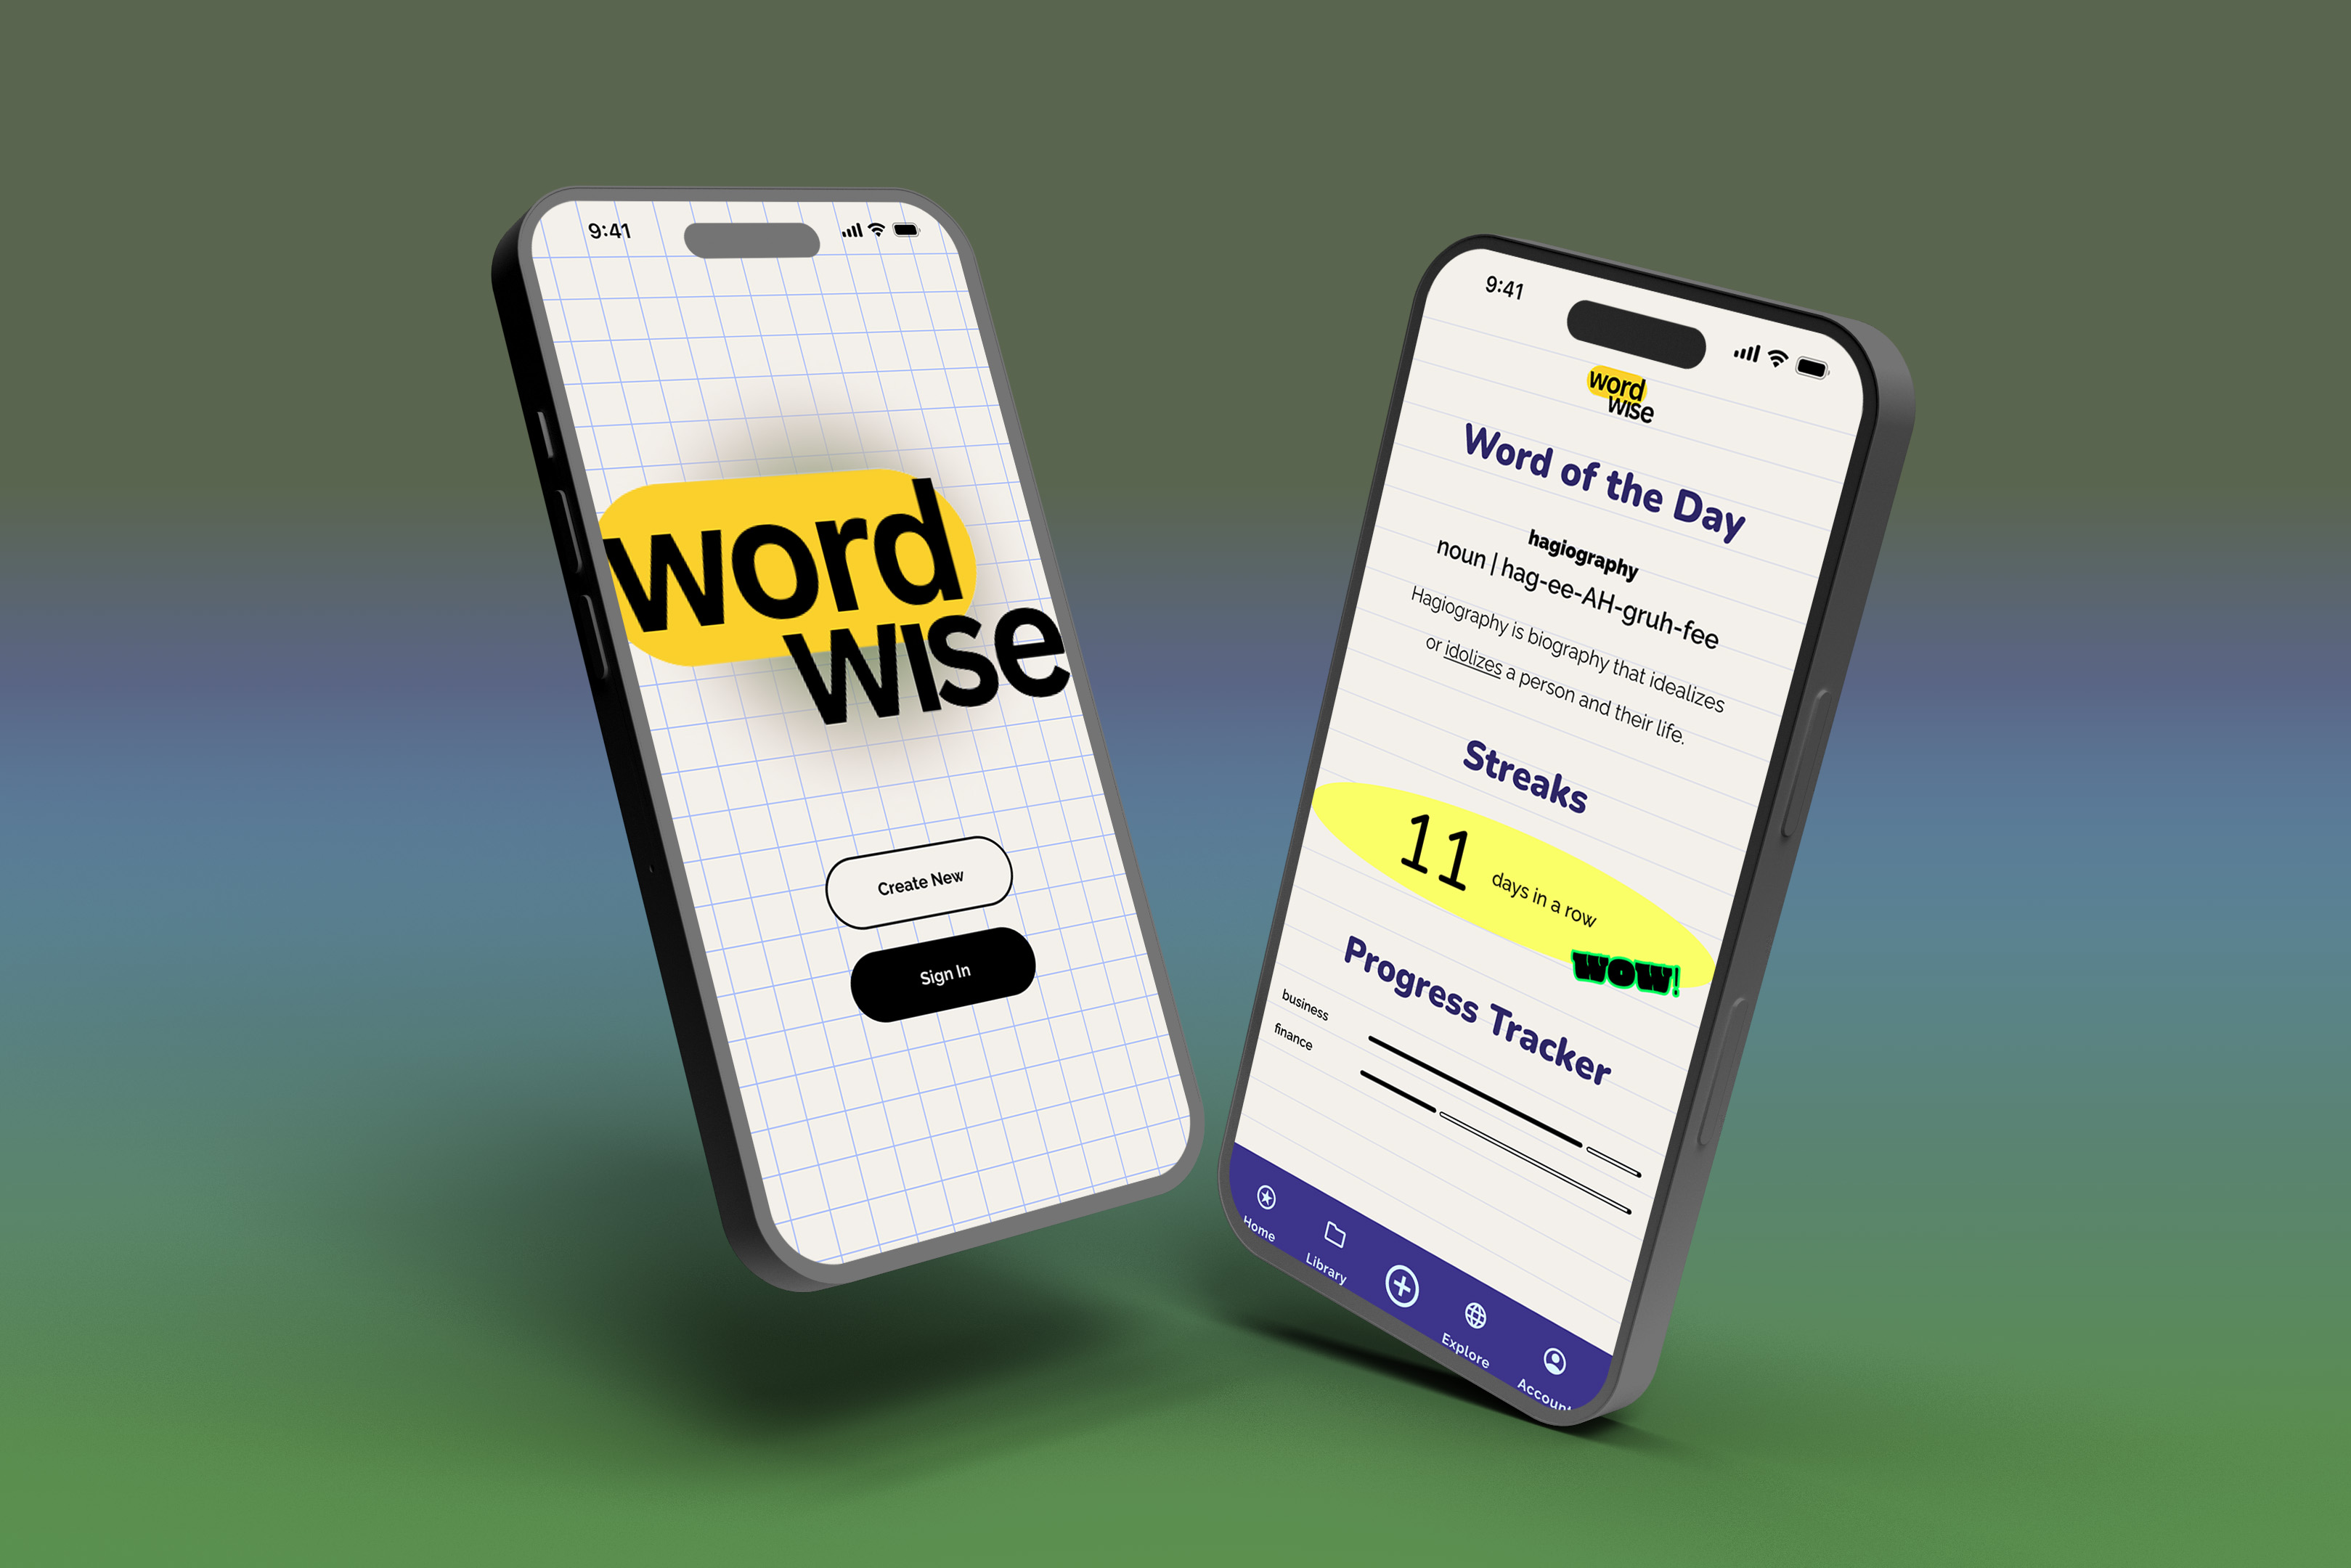 9:41
word
wise
Create New
Sign In
9:41
word
wise
Word of the Day
hagiography
noun | hag-ee-AH-gruh-fee
Hagiography is biography that idealizes
or idolizes a person and their life.
Streaks
11 days in a row
WOW!
Progress Tracker
business
finance
Home
Library
Explore
Account